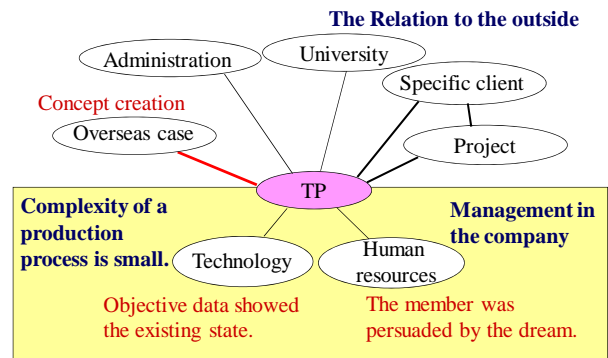 The Relation to the outside
University
Administration
Specific client
Concept creation
Overseas case
Project
TP
Complexity of a
production
process is small.
Management in
the company
Technology
Human
resources
Objective data showed
the existing state.
The member was
persuaded by the dream.